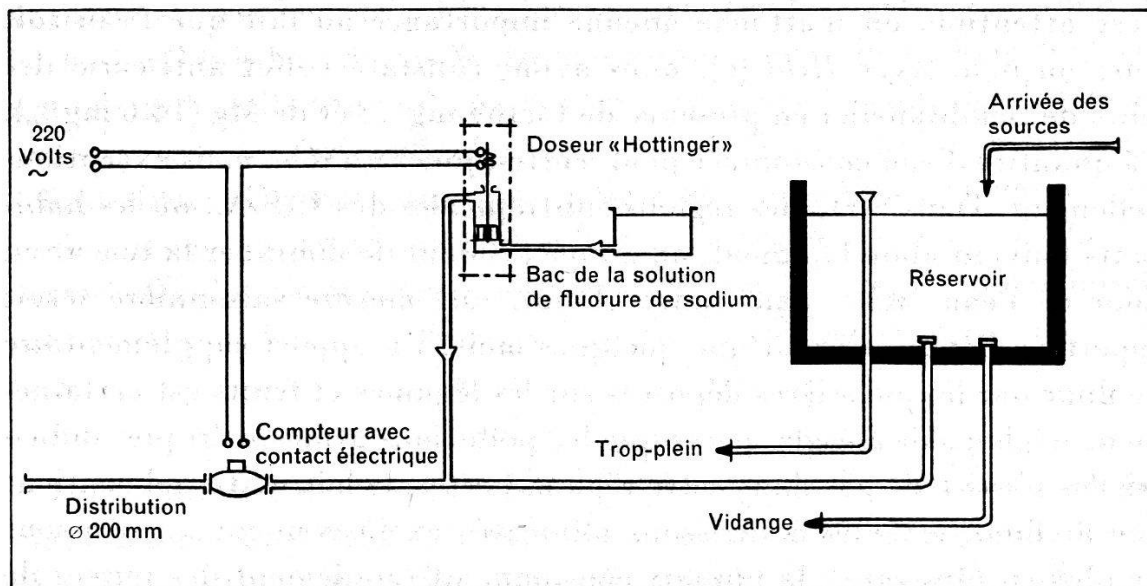 220
Volts
~
Doseur «Hottinger»
Arrivée des
sources
Bac de la solution
de fluorure de sodium
Réservoir
Compteur avec
contact électrique
Trop-plein
Distribution
Ø 200 mm
Vidange